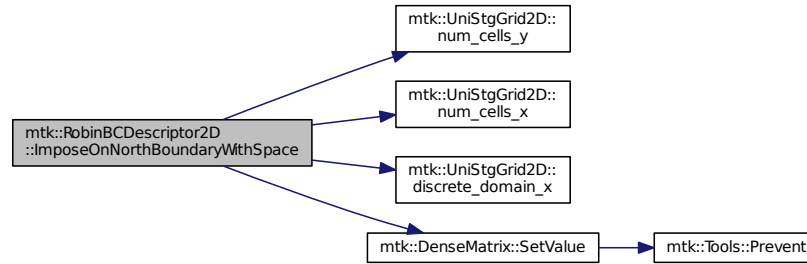 mtk::UniStgGrid2D::
num_cells_y
mtk::UniStgGrid2D::
num_cells_x
mtk::RobinBCDescriptor2D
::ImposeOnNorthBoundaryWithSpace
mtk::UniStgGrid2D::
discrete_domain_x
mtk::DenseMatrix::SetValue
mtk::Tools::Prevent